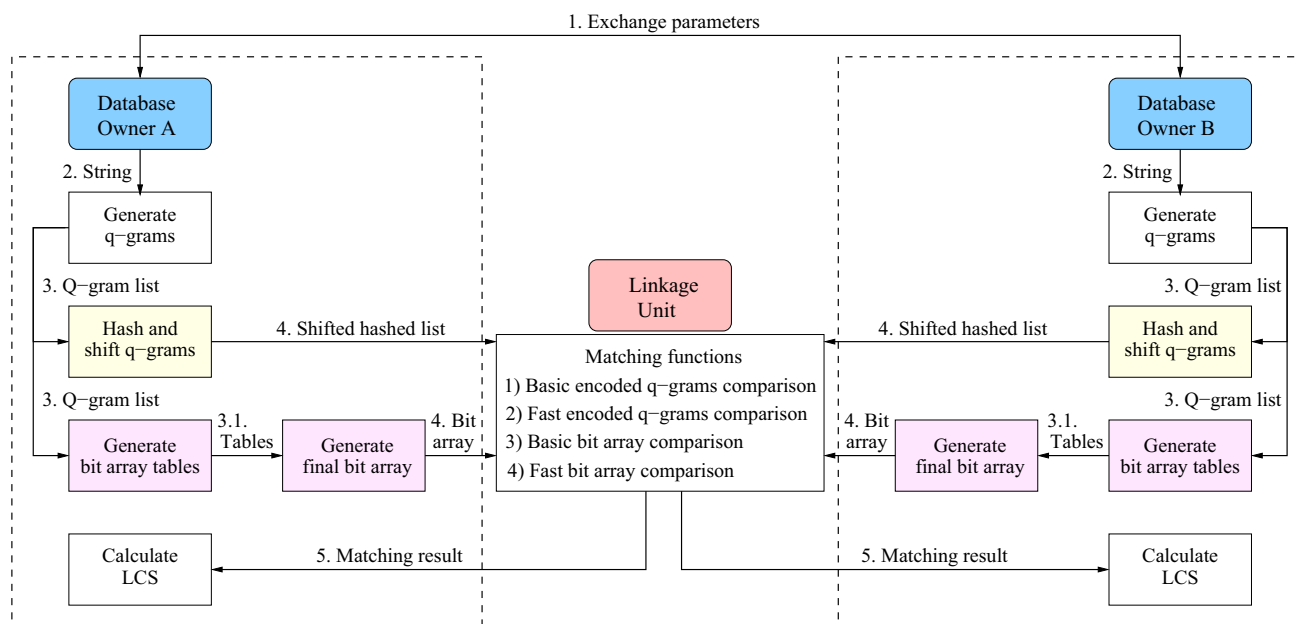 1. Exchange parameters
Database
Owner A
2. String
Generate
q−grams
3. Q−gram list
Hash and
shift q−grams
4. Shifted hashed list
3. Q−gram list
Generate
bit array tables
3.1.
Tables
Generate
final bit array
4. Bit
array
Linkage
Unit
Matching functions
1) Basic encoded q−grams comparison
2) Fast encoded q−grams comparison
3) Basic bit array comparison
4) Fast bit array comparison
Database
Owner B
2. String
Generate
q−grams
3. Q−gram list
Hash and
shift q−grams
4. Shifted hashed list
3. Q−gram list
Generate
bit array tables
3.1.
Tables
Generate
final bit array
4. Bit
array
5. Matching result
Calculate
LCS
5. Matching result
Calculate
LCS